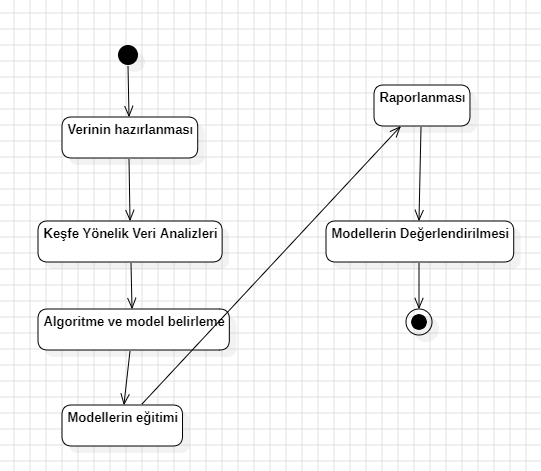 Verinin hazırlanması
Keşfe Yönelik Veri Analizleri
Algoritme ve model belirleme
Modellerin eğitimi
Raporlanması
Modellerin Değerlendirilmesi